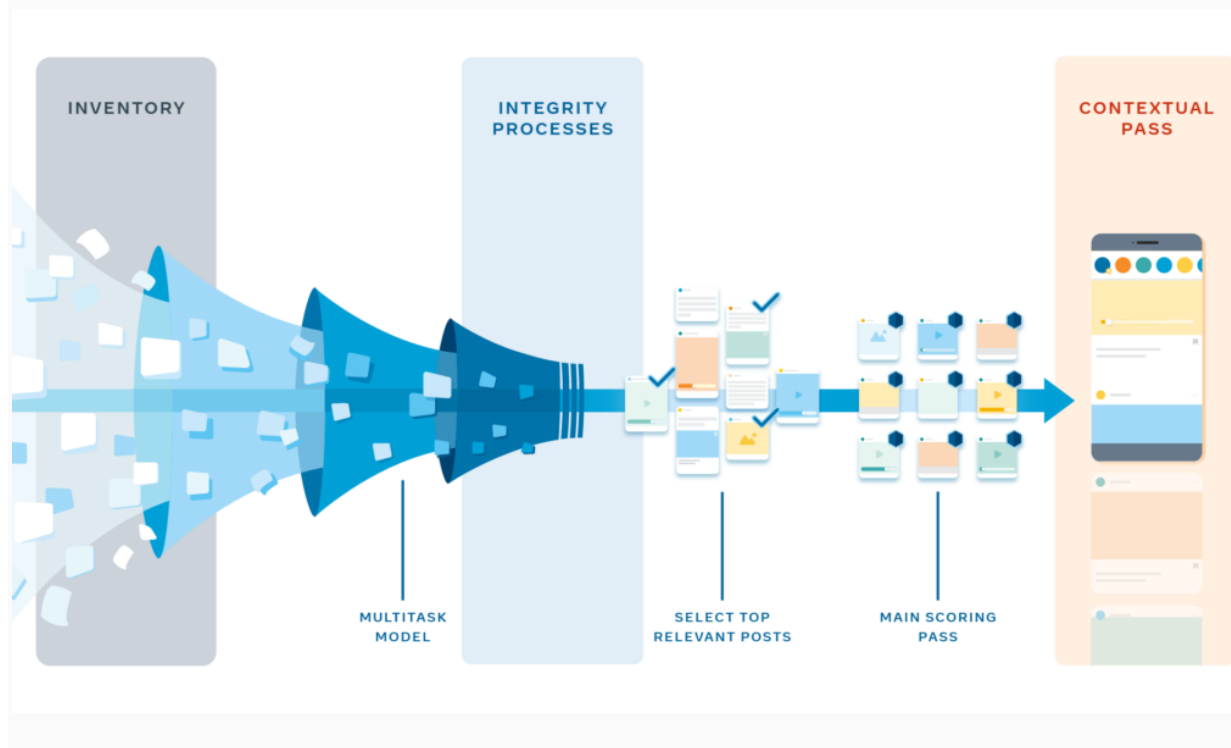 INVENTORY
INTEGRITY
PROCESSES
CONTEXTUAL
PASS
MULTITASK
MODEL
SELECT TOP
RELEVANT POSTS
MAIN SCORING
PASS